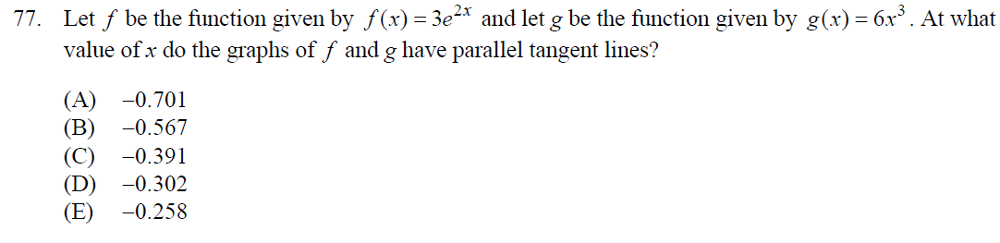 77. Let f be the function given by f(x) = 3e^{2x} and let g be the function given by g(x) = 6x³. At what
value of x do the graphs of f and g have parallel tangent lines?
(A) −0.701
(B) −0.567
(C) −0.391
(D) −0.302
(E) −0.258